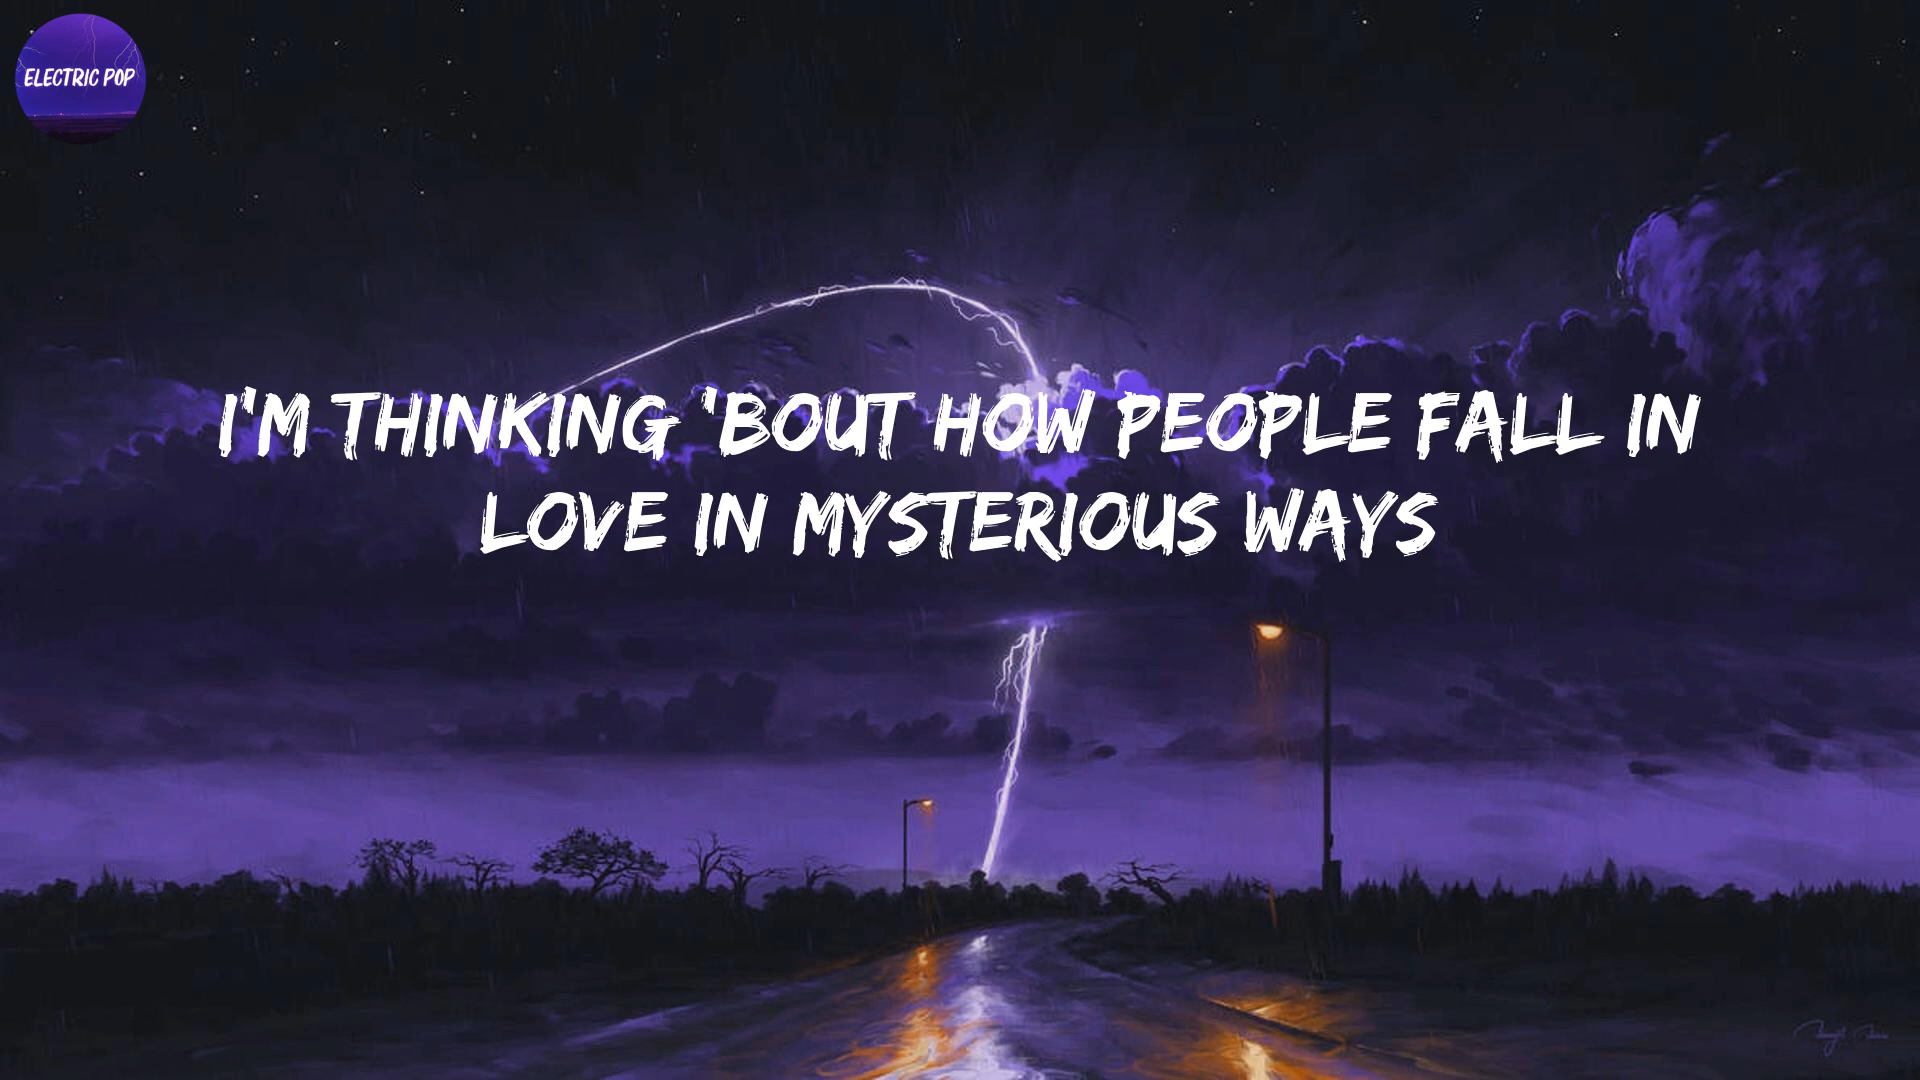 ELECTRIC POP
I'M THINKING 'BOUT HOW PEOPLE FALL IN
LOVE IN MYSTERIOUS WAYS